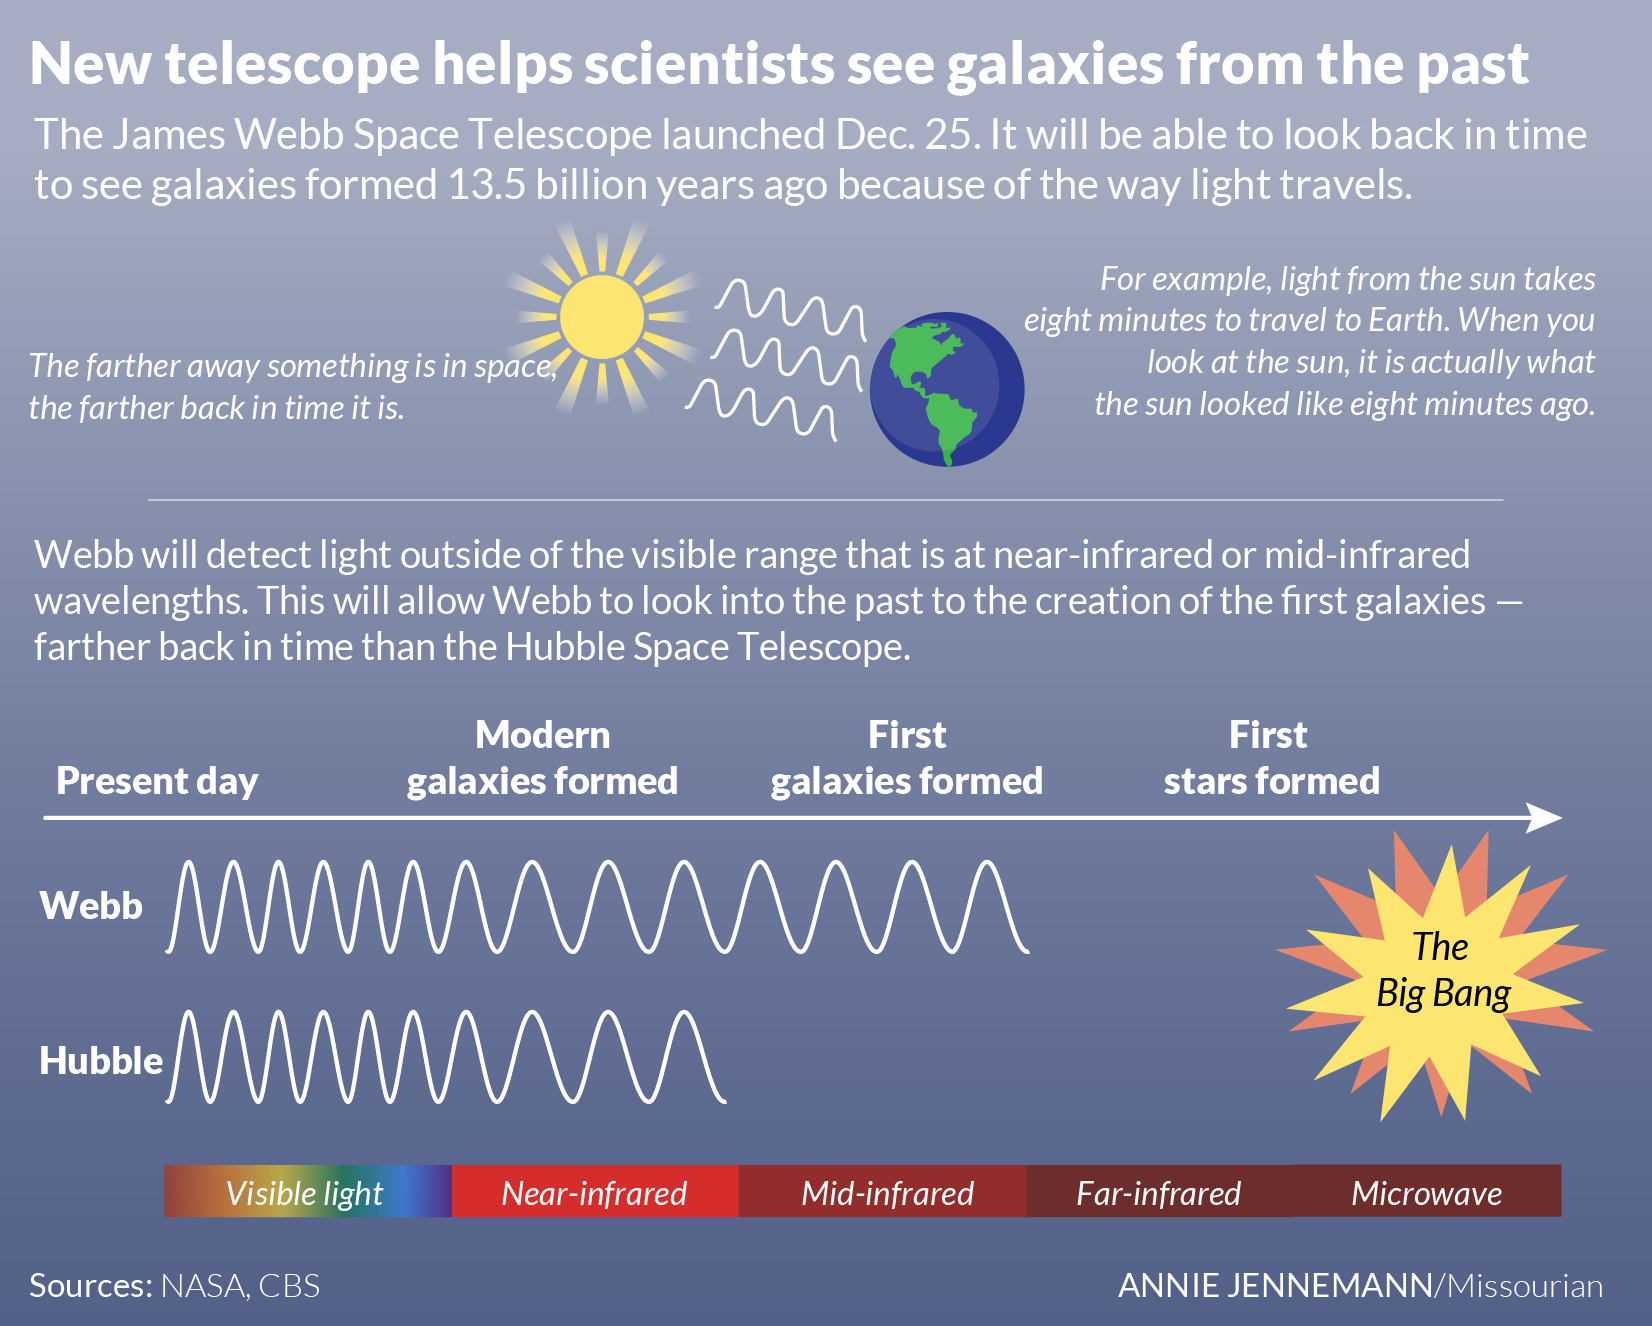 New telescope helps scientists see galaxies from the past
The James Webb Space Telescope launched Dec. 25. It will be able to look back in time
to see galaxies formed 13.5 billion years ago because of the way light travels.
The farther away something is in space,
the farther back in time it is.
For example, light from the sun takes
eight minutes to travel to Earth. When you
look at the sun, it is actually what
the sun looked like eight minutes ago.
Webb will detect light outside of the visible range that is at near-infrared or mid-infrared
wavelengths. This will allow Webb to look into the past to the creation of the first galaxies —
farther back in time than the Hubble Space Telescope.
Present day
Modern
galaxies formed
First
galaxies formed
First
stars formed
Webb
The
Big Bang
Hubble
Visible light
Near-infrared
Mid-infrared
Far-infrared
Microwave
Sources: NASA, CBS
ANNIE JENNEMANN/Missourian